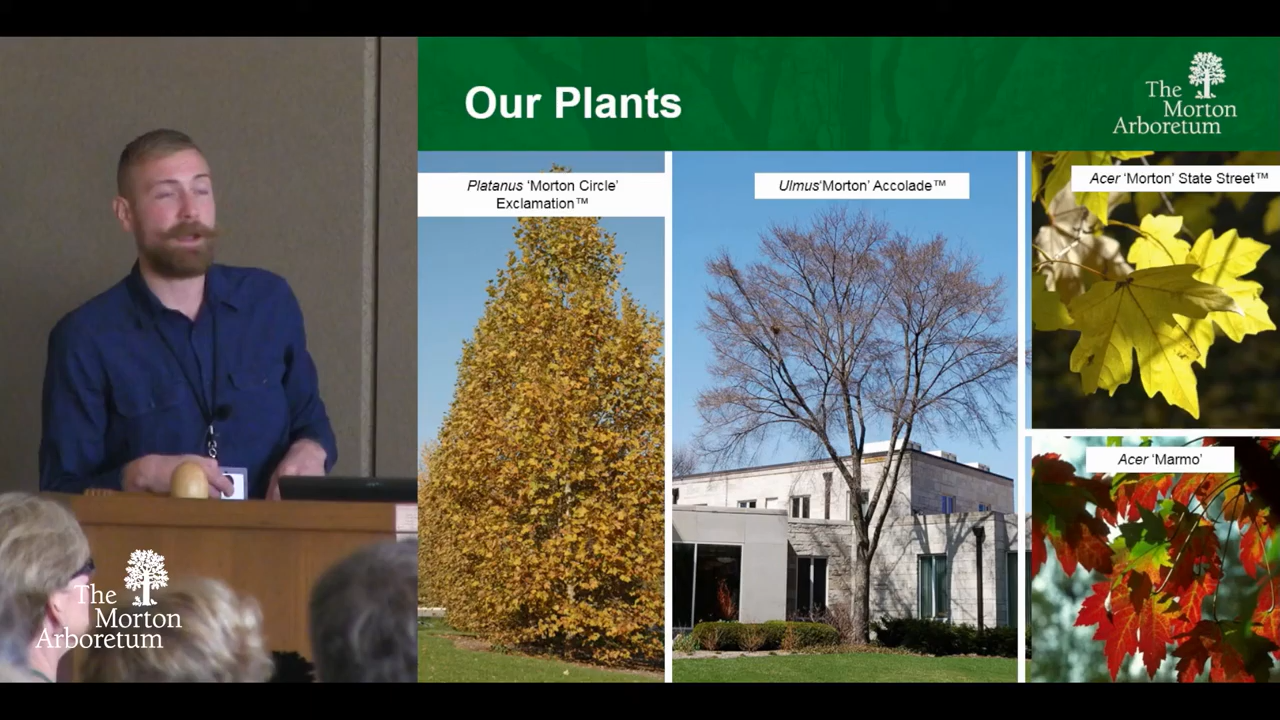 Our Plants
The
Morton
Arboretum
Platanus ‘Morton Circle’
Exclamation™
Ulmus‘Morton’ Accolade™
Acer ‘Morton’ State Street™
Acer ‘Marmo’
The
Morton
Arboretum